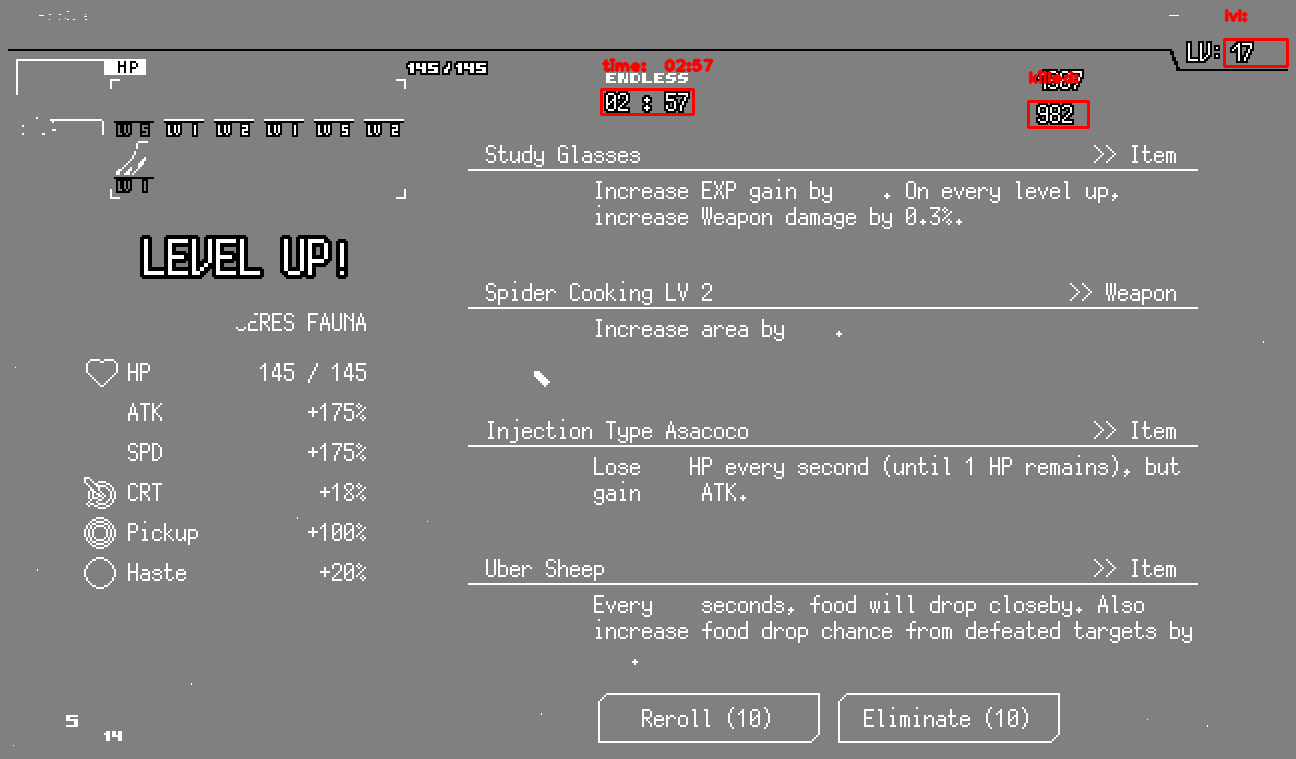 lvl:
LV: 17
HP
145/145
time: 02:57
ENDLESS
02 : 57
killed:
982
LV 5 LV 1 LV 2 LV 1 LV 5 LV 2
LV 1
Study Glasses >> Item
Increase EXP gain by . On every level up,
increase Weapon damage by 0.3%.
LEVEL UP!
Spider Cooking LV 2 >> Weapon
Increase area by .
ERES FAUNA
HP 145 / 145
ATK +175%
SPD +175%
CRT +18%
Pickup +100%
Haste +20%
Injection Type Asacoco >> Item
Lose HP every second (until 1 HP remains), but
gain ATK.
Uber Sheep >> Item
Every seconds, food will drop closeby. Also
increase food drop chance from defeated targets by
.
Reroll (10)
Eliminate (10)
5
14